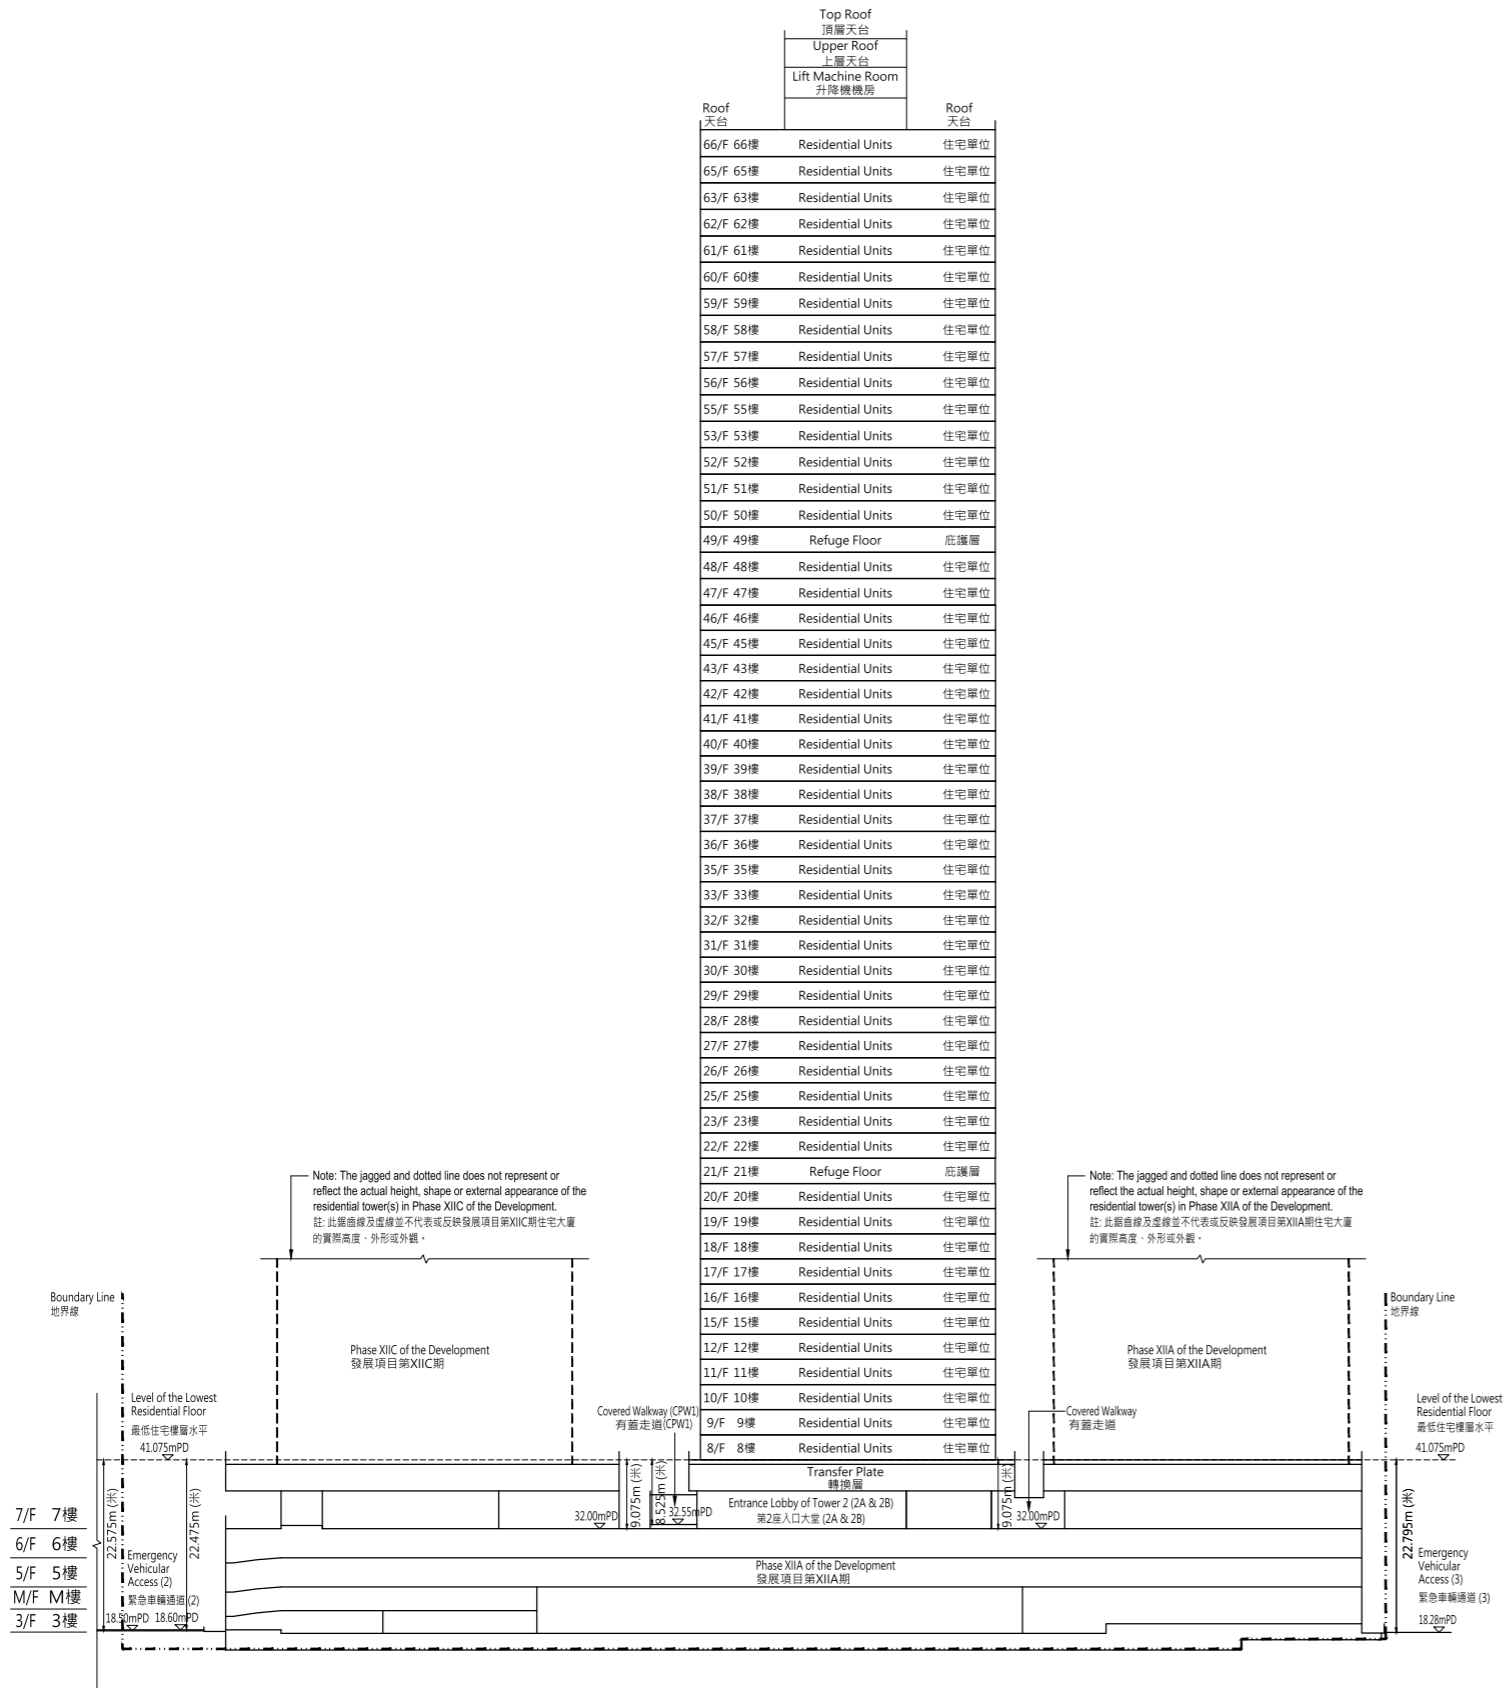 Top Roof
頂層天台
Upper Roof
上層天台
Lift Machine Room
升降機機房
Roof
天台
Roof
天台
66/F 66樓 Residential Units 住宅單位
65/F 65樓 Residential Units 住宅單位
63/F 63樓 Residential Units 住宅單位
62/F 62樓 Residential Units 住宅單位
61/F 61樓 Residential Units 住宅單位
60/F 60樓 Residential Units 住宅單位
59/F 59樓 Residential Units 住宅單位
58/F 58樓 Residential Units 住宅單位
57/F 57樓 Residential Units 住宅單位
56/F 56樓 Residential Units 住宅單位
55/F 55樓 Residential Units 住宅單位
53/F 53樓 Residential Units 住宅單位
52/F 52樓 Residential Units 住宅單位
51/F 51樓 Residential Units 住宅單位
50/F 50樓 Residential Units 住宅單位
49/F 49樓 Refuge Floor 庇護層
48/F 48樓 Residential Units 住宅單位
47/F 47樓 Residential Units 住宅單位
46/F 46樓 Residential Units 住宅單位
45/F 45樓 Residential Units 住宅單位
43/F 43樓 Residential Units 住宅單位
42/F 42樓 Residential Units 住宅單位
41/F 41樓 Residential Units 住宅單位
40/F 40樓 Residential Units 住宅單位
39/F 39樓 Residential Units 住宅單位
38/F 38樓 Residential Units 住宅單位
37/F 37樓 Residential Units 住宅單位
36/F 36樓 Residential Units 住宅單位
35/F 35樓 Residential Units 住宅單位
33/F 33樓 Residential Units 住宅單位
32/F 32樓 Residential Units 住宅單位
31/F 31樓 Residential Units 住宅單位
30/F 30樓 Residential Units 住宅單位
29/F 29樓 Residential Units 住宅單位
28/F 28樓 Residential Units 住宅單位
27/F 27樓 Residential Units 住宅單位
26/F 26樓 Residential Units 住宅單位
25/F 25樓 Residential Units 住宅單位
23/F 23樓 Residential Units 住宅單位
22/F 22樓 Residential Units 住宅單位
21/F 21樓 Refuge Floor 庇護層
20/F 20樓 Residential Units 住宅單位
19/F 19樓 Residential Units 住宅單位
18/F 18樓 Residential Units 住宅單位
17/F 17樓 Residential Units 住宅單位
16/F 16樓 Residential Units 住宅單位
15/F 15樓 Residential Units 住宅單位
12/F 12樓 Residential Units 住宅單位
11/F 11樓 Residential Units 住宅單位
10/F 10樓 Residential Units 住宅單位
9/F 9樓 Residential Units 住宅單位
8/F 8樓 Residential Units 住宅單位
Note: The jagged and dotted line does not represent or
reflect the actual height, shape or external appearance of the
residential tower(s) in Phase XIIC of the Development.
註: 此鋸齒線及虛線並不代表或反映發展項目第XIIC期住宅大廈
的實際高度、外形或外觀。
Note: The jagged and dotted line does not represent or
reflect the actual height, shape or external appearance of the
residential tower(s) in Phase XIIA of the Development.
註: 此鋸齒線及虛線並不代表或反映發展項目第XIIA期住宅大廈
的實際高度、外形或外觀。
Boundary Line
地界線
Boundary Line
地界線
Phase XIIC of the Development
發展項目第XIIC期
Phase XIIA of the Development
發展項目第XIIA期
Level of the Lowest
Residential Floor
最低住宅樓層水平
41.075mPD
Covered Walkway (CPW1)
有蓋走道(CPW1)
Covered Walkway
有蓋走道
Level of the Lowest
Residential Floor
最低住宅樓層水平
41.075mPD
Transfer Plate
轉換層
Entrance Lobby of Tower 2 (2A & 2B)
第2座入口大堂 (2A & 2B)
22.575m (米)
22.475m (米)
9.075m (米)
8.525m (米)
9.075m (米)
22.795m (米)
32.00mPD
32.55mPD
32.00mPD
7/F 7樓
6/F 6樓
5/F 5樓
M/F M樓
3/F 3樓
Emergency
Vehicular
Access (2)
緊急車輛通道 (2)
18.50mPD 18.60mPD
Phase XIIA of the Development
發展項目第XIIA期
Emergency
Vehicular
Access (3)
緊急車輛通道 (3)
18.28mPD